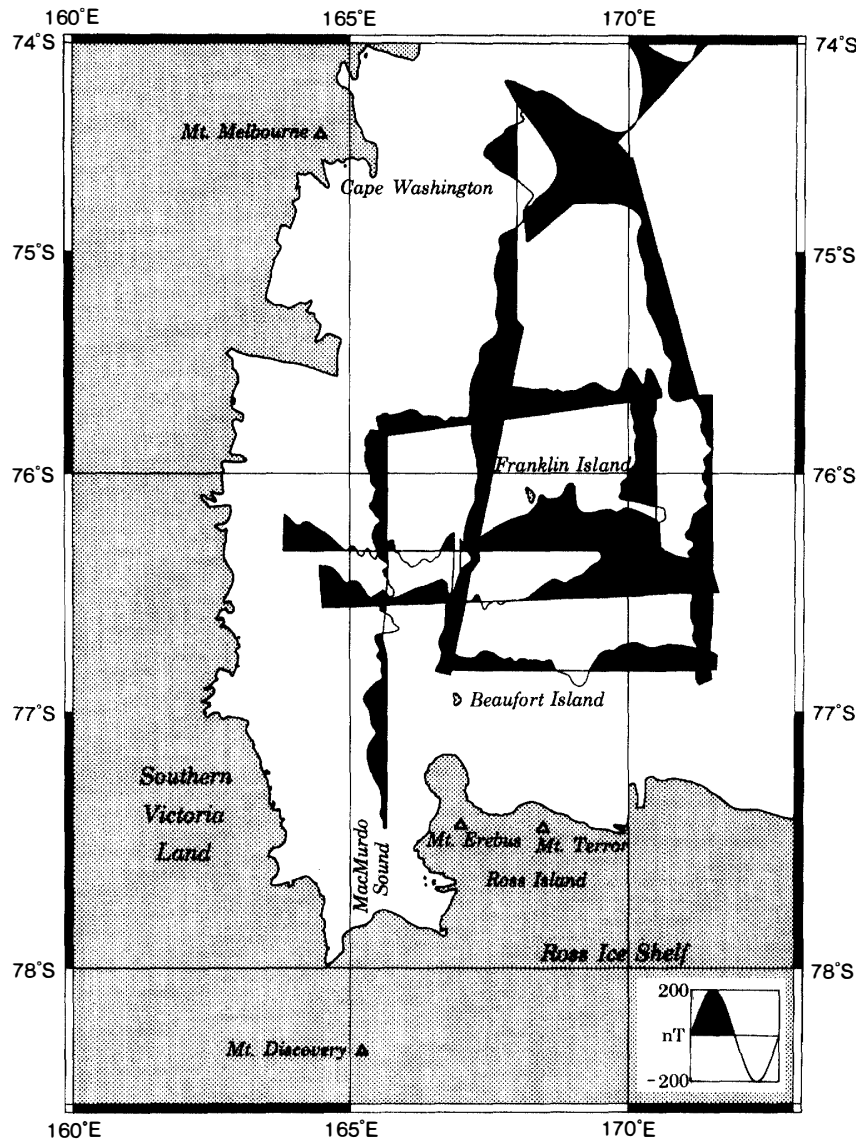 160°E 165°E 170°E
74°S 74°S
Mt. Melbourne
Cape Washington
75°S 75°S
Franklin Island
76°S 76°S
Beaufort Island
77°S 77°S
Southern
Victoria
Land
MacMurdo
Sound
Mt. Erebus
Mt. Terror
Ross Island
Ross Ice Shelf
78°S 78°S
200
nT
-200
Mt. Discovery
160°E 165°E 170°E